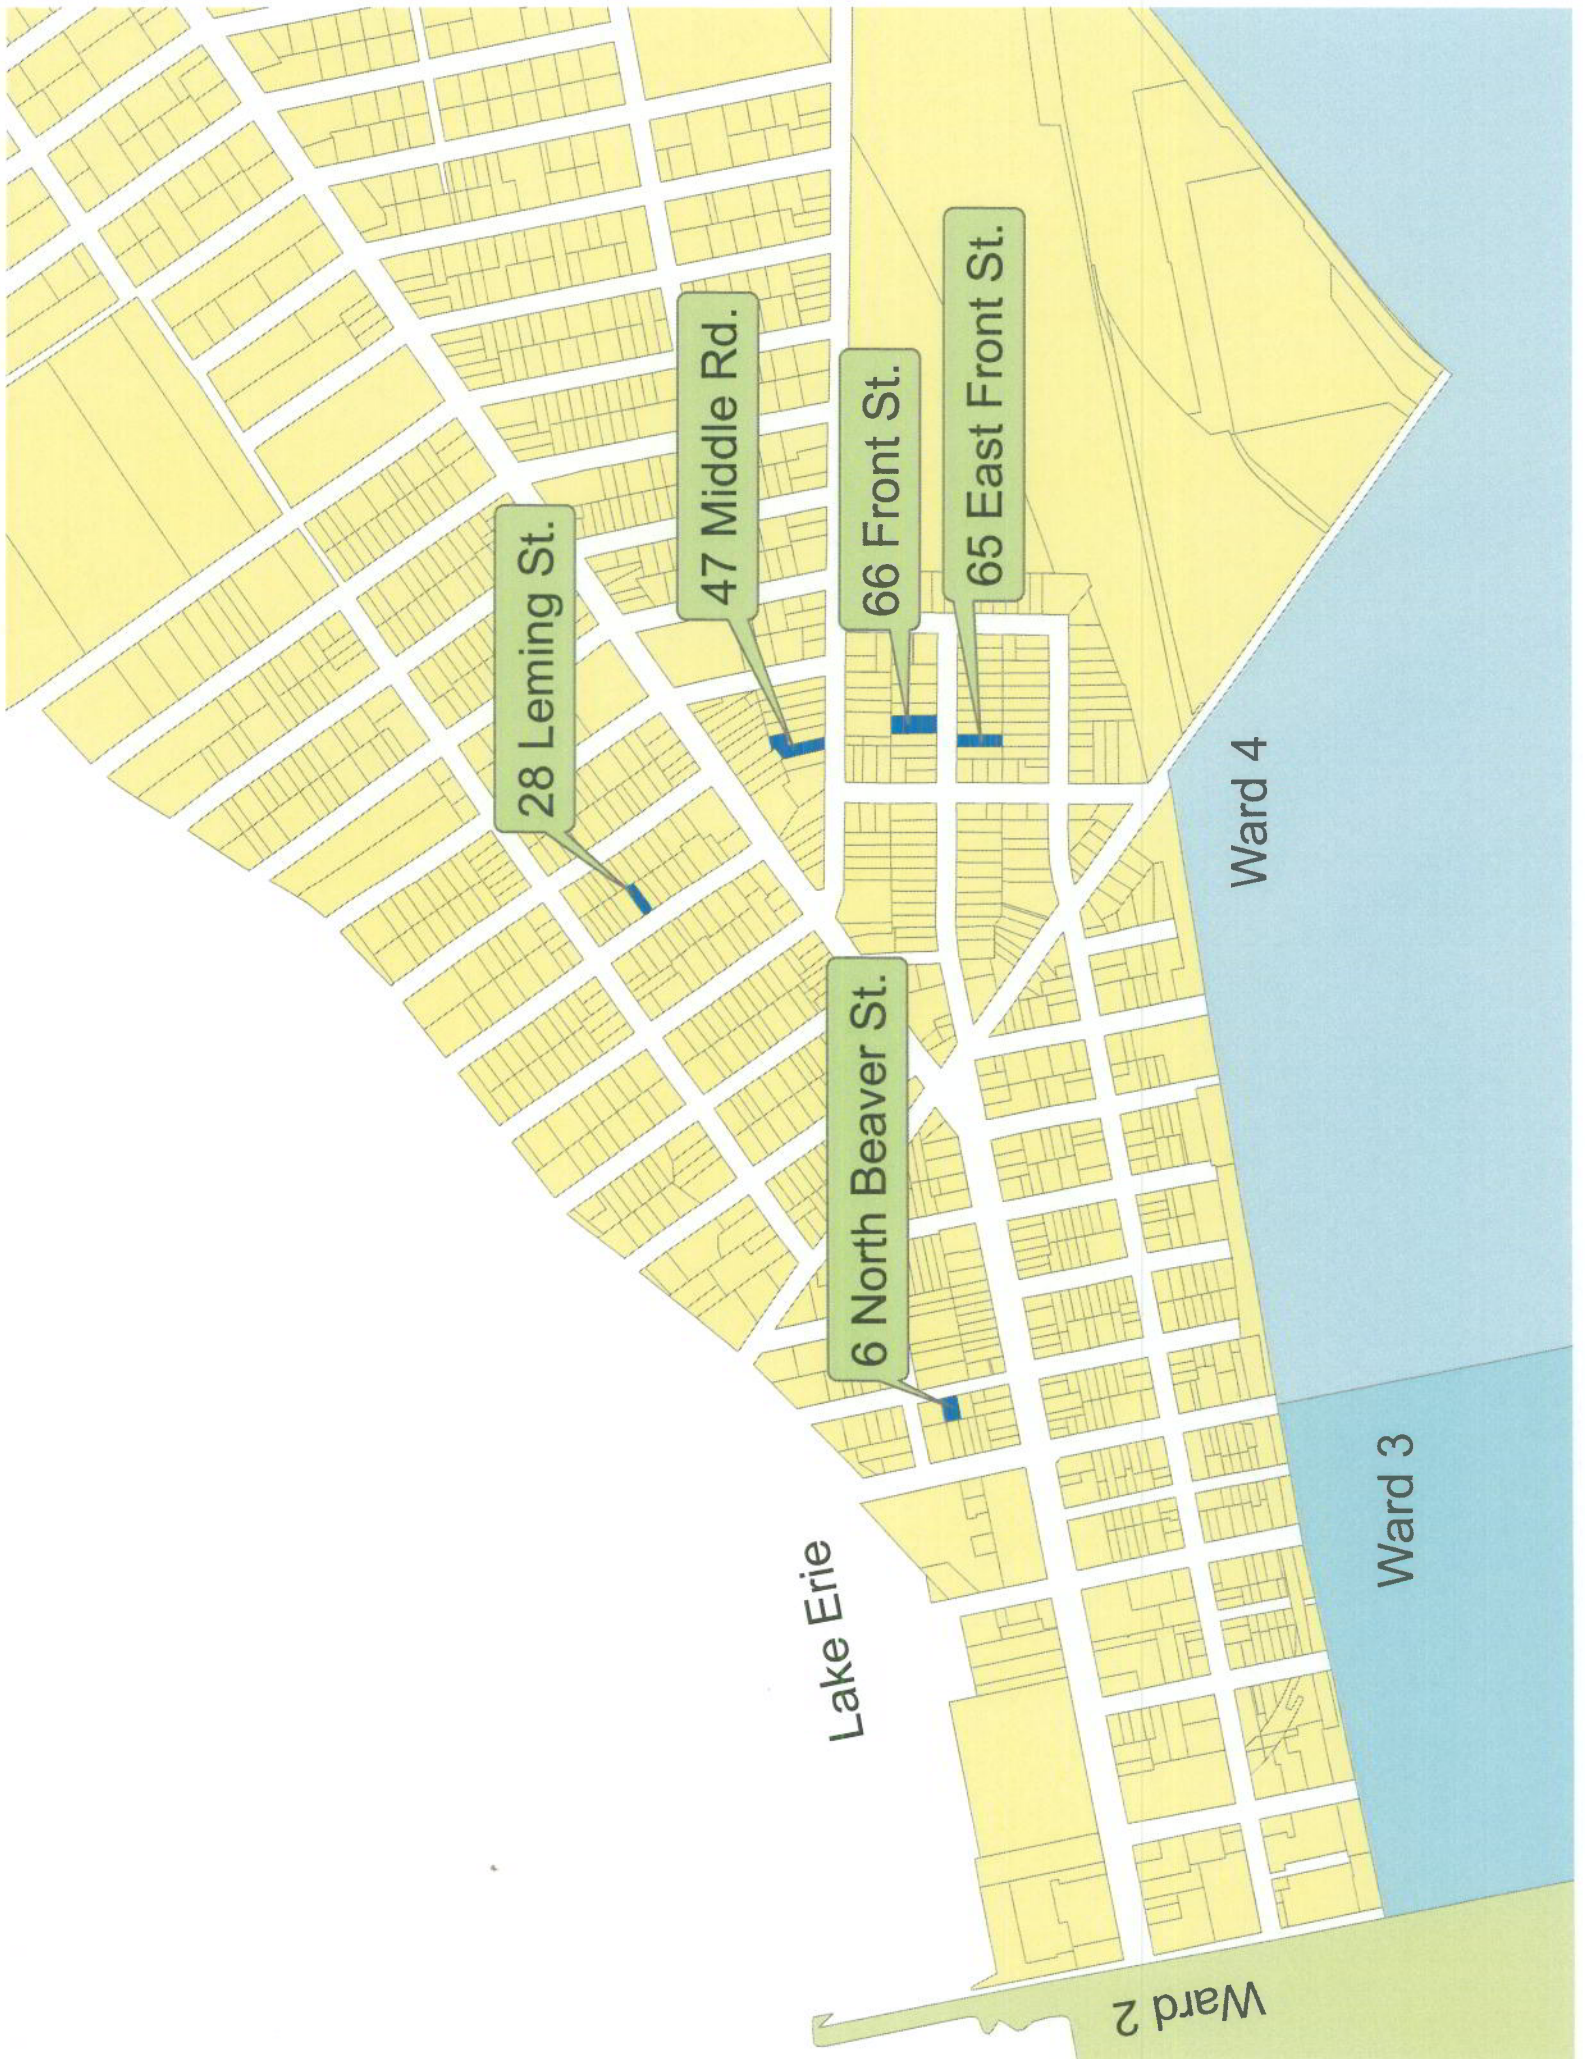 28 Leming St.
47 Middle Rd.
66 Front St.
65 East Front St.
6 North Beaver St.
Lake Erie
Ward 4
Ward 3
Ward 2